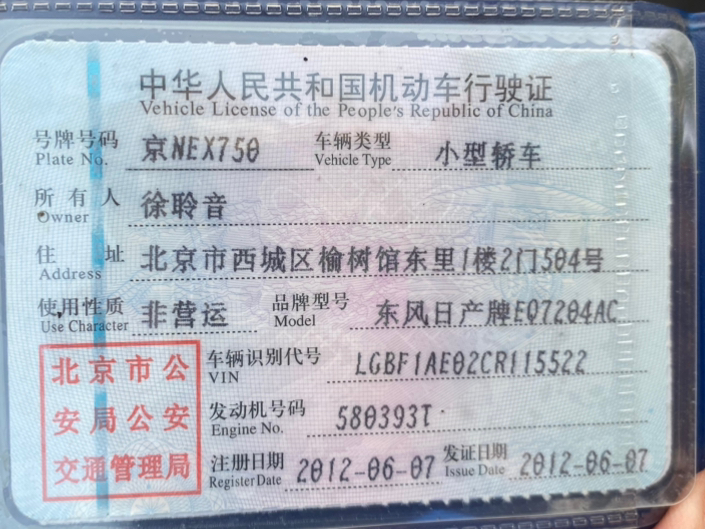 中华人民共和国机动车行驶证
Vehicle License of the People's Republic of China
号牌号码 京NEX750 车辆类型 小型轿车
Plate No. Vehicle Type
所有人 徐聆音
Owner
住址 北京市西城区榆树馆东里1楼2门504号
Address
使用性质 非营运 品牌型号 东风日产牌EQ7204AC
Use Character Model
北京市公
安局公安
交通管理局
车辆识别代号 LGBF1AE02CR115522
VIN
发动机号码 580393T
Engine No.
注册日期 2012-06-07 发证日期 2012-06-07
Register Date Issue Date